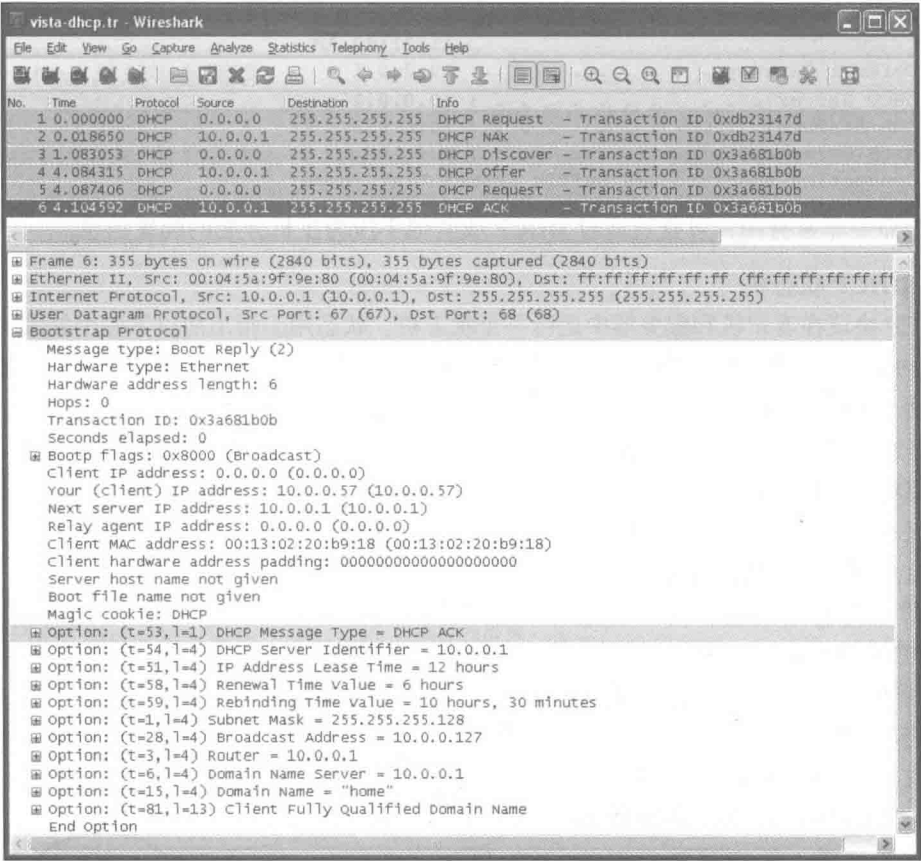 vista-dhcp.tr - Wireshark
File Edit View Go Capture Analyze Statistics Telephony Tools Help
No. Time Protocol Source Destination Info
1 0.000000 DHCP 0.0.0.0 255.255.255.255 DHCP Request - Transaction ID 0xdb23147d
2 0.018650 DHCP 10.0.0.1 255.255.255.255 DHCP NAK - Transaction ID 0xdb23147d
3 1.083053 DHCP 0.0.0.0 255.255.255.255 DHCP Discover - Transaction ID 0x3a681b0b
4 4.084315 DHCP 10.0.0.1 255.255.255.255 DHCP Offer - Transaction ID 0x3a681b0b
5 4.087406 DHCP 0.0.0.0 255.255.255.255 DHCP Request - Transaction ID 0x3a681b0b
6 4.104592 DHCP 10.0.0.1 255.255.255.255 DHCP ACK - Transaction ID 0x3a681b0b
Frame 6: 355 bytes on wire (2840 bits), 355 bytes captured (2840 bits)
Ethernet II, Src: 00:04:5a:9f:9e:80 (00:04:5a:9f:9e:80), Dst: ff:ff:ff:ff:ff:ff (ff:ff:ff:ff:ff:ff
Internet Protocol, Src: 10.0.0.1 (10.0.0.1), Dst: 255.255.255.255 (255.255.255.255)
User Datagram Protocol, Src Port: 67 (67), Dst Port: 68 (68)
Bootstrap Protocol
Message type: Boot Reply (2)
Hardware type: Ethernet
Hardware address length: 6
Hops: 0
Transaction ID: 0x3a681b0b
Seconds elapsed: 0
Bootp flags: 0x8000 (Broadcast)
Client IP address: 0.0.0.0 (0.0.0.0)
Your (client) IP address: 10.0.0.57 (10.0.0.57)
Next server IP address: 10.0.0.1 (10.0.0.1)
Relay agent IP address: 0.0.0.0 (0.0.0.0)
Client MAC address: 00:13:02:20:b9:18 (00:13:02:20:b9:18)
Client hardware address padding: 00000000000000000000
Server host name not given
Boot file name not given
Magic cookie: DHCP
Option: (t=53,l=1) DHCP Message Type = DHCP ACK
Option: (t=54,l=4) DHCP Server Identifier = 10.0.0.1
Option: (t=51,l=4) IP Address Lease Time = 12 hours
Option: (t=58,l=4) Renewal Time Value = 6 hours
Option: (t=59,l=4) Rebinding Time Value = 10 hours, 30 minutes
Option: (t=1,l=4) Subnet Mask = 255.255.255.128
Option: (t=28,l=4) Broadcast Address = 10.0.0.127
Option: (t=3,l=4) Router = 10.0.0.1
Option: (t=6,l=4) Domain Name Server = 10.0.0.1
Option: (t=15,l=4) Domain Name = "home"
Option: (t=81,l=13) Client Fully Qualified Domain Name
End Option